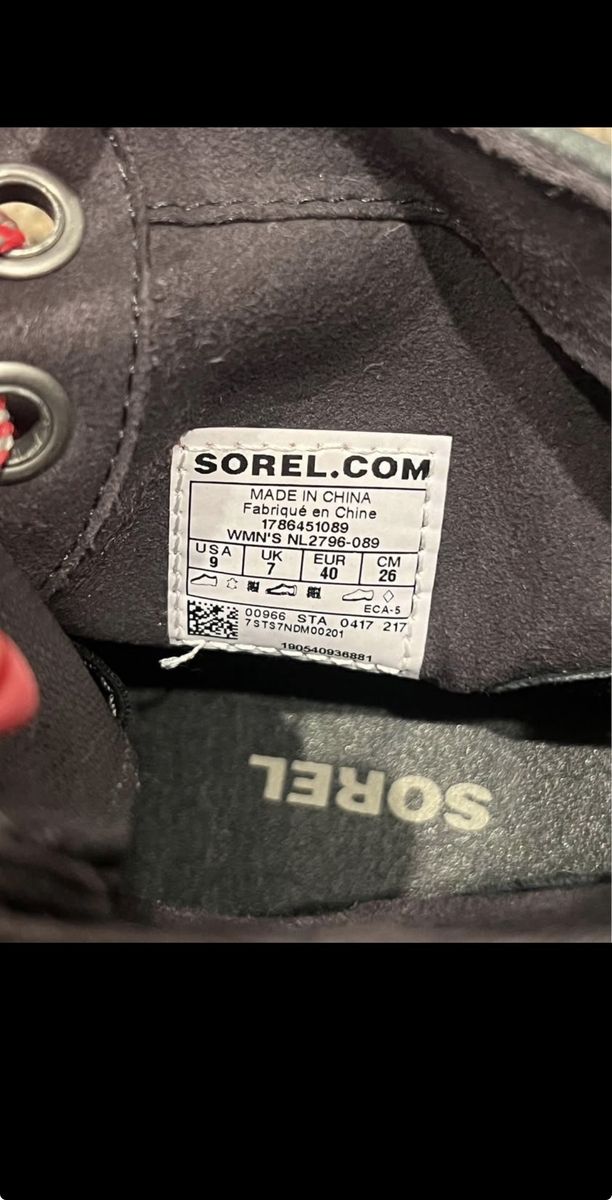 SOREL.COM
MADE IN CHINA
Fabriqué en Chine
1786451089
WMN'S NL2796-089
USA UK EUR CM
9 7 40 26
ECA-5
00966 STA 0417 217
7STS7NDM00201
190540936881
SOREL